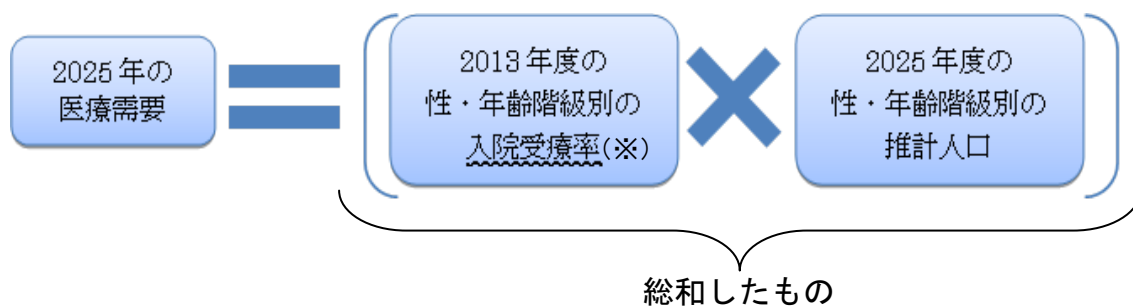 2025年の
医療需要
2013年度の
性・年齢階級別の
入院受療率(※)
2025年度の
性・年齢階級別の
推計人口
総和したもの